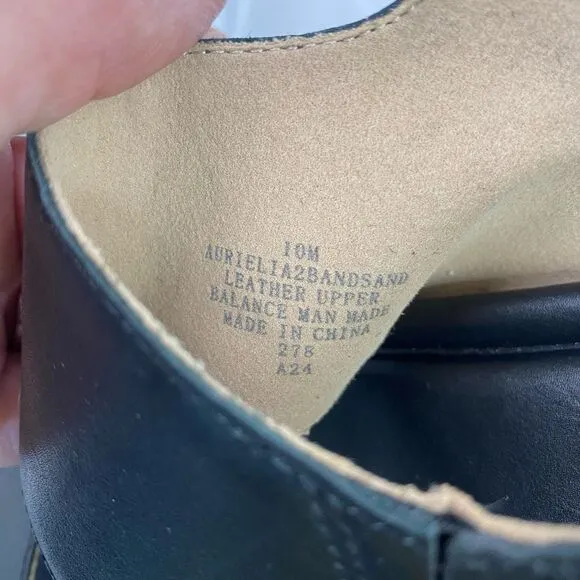 10M
AURIELIA2BANDSAND
LEATHER UPPER
BALANCE MAN MADE
MADE IN CHINA
278
A24